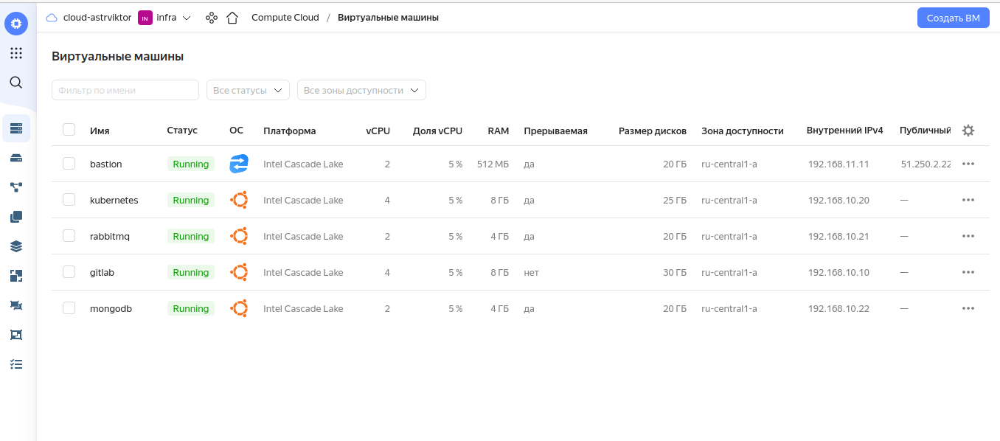 cloud-astrviktor IN infra Compute Cloud / Виртуальные машины Создать ВМ
Виртуальные машины
Фильтр по имени Все статусы Все зоны доступности
Имя Статус ОС Платформа vCPU Доля vCPU RAM Прерываемая Размер дисков Зона доступности Внутренний IPv4 Публичный
bastion Running Intel Cascade Lake 2 5 % 512 МБ да 20 ГБ ru-central1-a 192.168.11.11 51.250.2.22
kubernetes Running Intel Cascade Lake 4 5 % 8 ГБ да 25 ГБ ru-central1-a 192.168.10.20 —
rabbitmq Running Intel Cascade Lake 2 5 % 4 ГБ да 20 ГБ ru-central1-a 192.168.10.21 —
gitlab Running Intel Cascade Lake 4 5 % 8 ГБ нет 30 ГБ ru-central1-a 192.168.10.10 —
mongodb Running Intel Cascade Lake 2 5 % 4 ГБ да 20 ГБ ru-central1-a 192.168.10.22 —